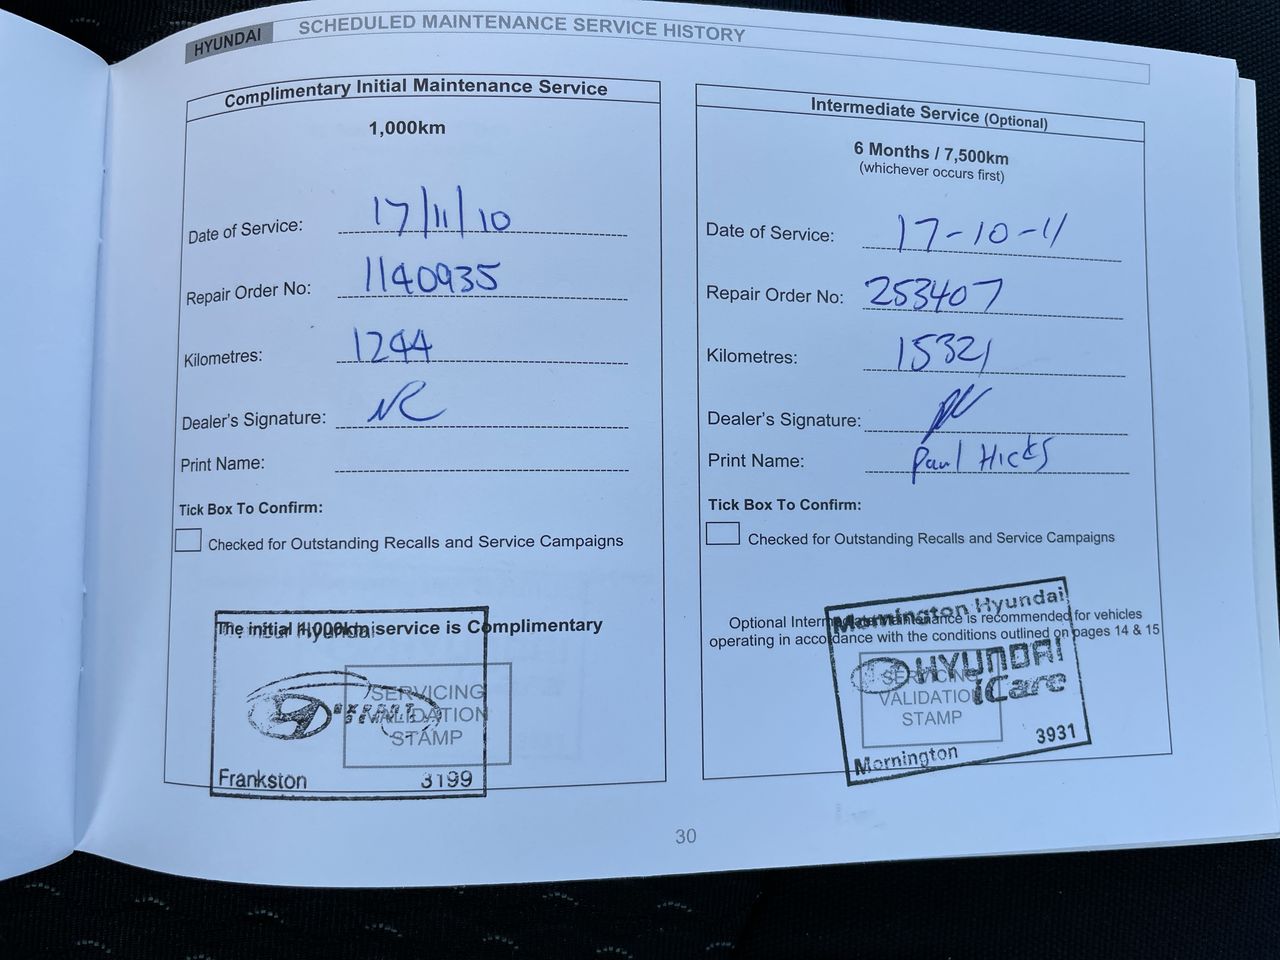 HYUNDAI
SCHEDULED MAINTENANCE SERVICE HISTORY
Complimentary Initial Maintenance Service
1,000km
Date of Service: 17/11/10
Repair Order No: 1140935
Kilometres: 1244
Dealer's Signature:
Print Name:
Tick Box To Confirm:
Checked for Outstanding Recalls and Service Campaigns
The initial 1,000km service is Complimentary
Hyundai
SERVICING
VALIDATION
STAMP
Frankston 3199
Intermediate Service (Optional)
6 Months / 7,500km
(whichever occurs first)
Date of Service: 17-10-11
Repair Order No: 253407
Kilometres: 15321
Dealer's Signature:
Print Name: Paul Hicks
Tick Box To Confirm:
Checked for Outstanding Recalls and Service Campaigns
Optional Intermediate Maintenance is recommended for vehicles
operating in accordance with the conditions outlined on pages 14 & 15
Mornington Hyundai
HYUNDAI
iCare
SERVICING
VALIDATION
STAMP
Mornington 3931
30